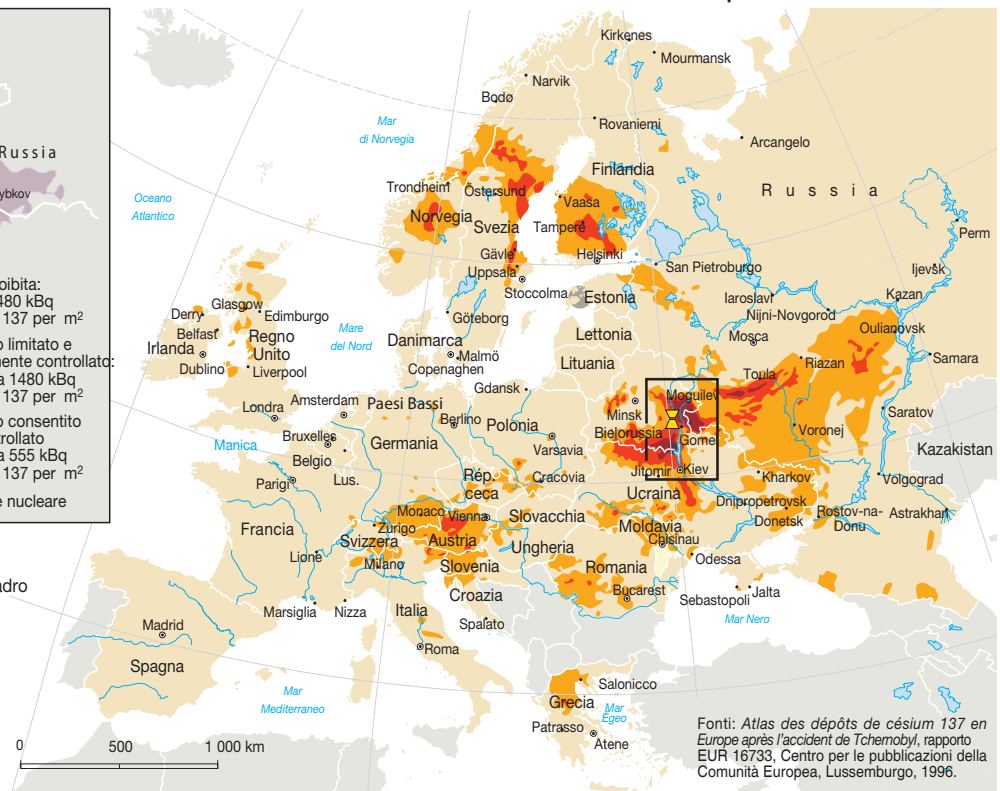 Russia
ybkov
oibita:
480 kBq
137 per m²
o limitato e
mente controllato:
a 1480 kBq
137 per m²
o consentito
trollato
a 555 kBq
137 per m²
e nucleare
adro
Kirkenes
Mourmansk
Narvik
Bodø
Mar
di Norvegia
Rovaniemi
Arcangelo
Finlandia
Russia
Oceano
Atlantico
Trondheim
Östersund
Vaasa
Norvegia
Svezia
Tampere
Perm
Gävle
Helsinki
Uppsala
San Pietroburgo
Ijevsk
Stoccolma
Estonia
Iaroslavl
Kazan
Glasgow
Edimburgo
Derry
Göteborg
Nijni-Novgorod
Oulianovsk
Belfast
Regno
Unito
Mare
del Nord
Danimarca
Lettonia
Mosca
Irlanda
Malmö
Riazan
Samara
Dublino
Liverpool
Copenaghen
Lituania
Toula
Gdansk
Moguilev
Amsterdam
Paesi Bassi
Minsk
Saratov
Londra
Berlino
Polonia
Bielorussia
Gomel
Voronej
Manica
Bruxelles
Germania
Varsavia
Kazakistan
Belgio
Jitomir
Kiev
Kharkov
Volgograd
Parigi
Lus.
Rép.
ceca
Cracovia
Ucraina
Dnipropetrovsk
Monaco
Vienna
Slovacchia
Donetsk
Rostov-na-
Donu
Astrakhan
Francia
Zurigo
Moldavia
Svizzera
Austria
Ungheria
Chisinau
Lione
Milano
Slovenia
Romania
Odessa
Croazia
Bucarest
Sebastopoli
Jalta
Marsiglia
Nizza
Italia
Spalato
Mar Nero
Madrid
Roma
Spagna
Salonicco
Mar
Mediterraneo
Grecia
Mar
Egeo
Patrasso
Atene
0
500
1 000 km
Fonti: Atlas des dépôts de césium 137 en
Europe après l'accident de Tchernobyl, rapporto
EUR 16733, Centro per le pubblicazioni della
Comunità Europea, Lussemburgo, 1996.